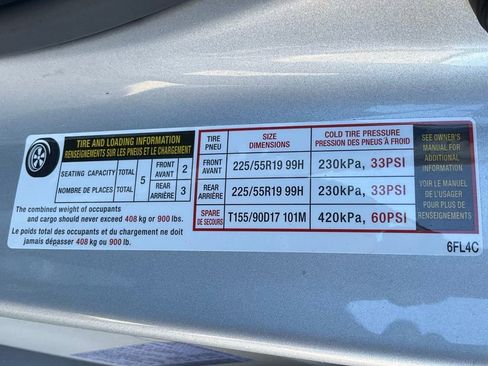 TIRE AND LOADING INFORMATION
RENSEIGNEMENTS SUR LES PNEUS ET LE CHARGEMENT
SEATING CAPACITY TOTAL 5 FRONT AVANT 2
NOMBRE DE PLACES TOTAL REAR ARRIÈRE 3
The combined weight of occupants
and cargo should never exceed 408 kg or 900 lbs.
Le poids total des occupants et du chargement ne doit
jamais dépasser 408 kg ou 900 lb.
TIRE PNEU SIZE DIMENSIONS COLD TIRE PRESSURE PRESSION DES PNEUS À FROID
FRONT AVANT 225/55R19 99H 230kPa, 33PSI
REAR ARRIÈRE 225/55R19 99H 230kPa, 33PSI
SPARE DE SECOURS T155/90D17 101M 420kPa, 60PSI
SEE OWNER'S
MANUAL FOR
ADDITIONAL
INFORMATION
VOIR LE MANUEL
DE L'USAGER
POUR PLUS DE
RENSEIGNEMENTS
6FL4C